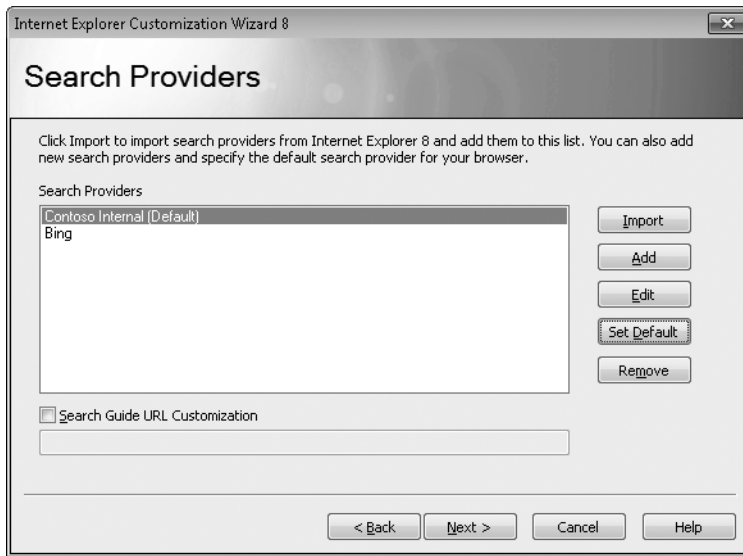 Internet Explorer Customization Wizard 8
Search Providers
Click Import to import search providers from Internet Explorer 8 and add them to this list. You can also add
new search providers and specify the default search provider for your browser.
Search Providers
Contoso Internal (Default)
Bing
Import
Add
Edit
Set Default
Remove
Search Guide URL Customization
< Back
Next >
Cancel
Help